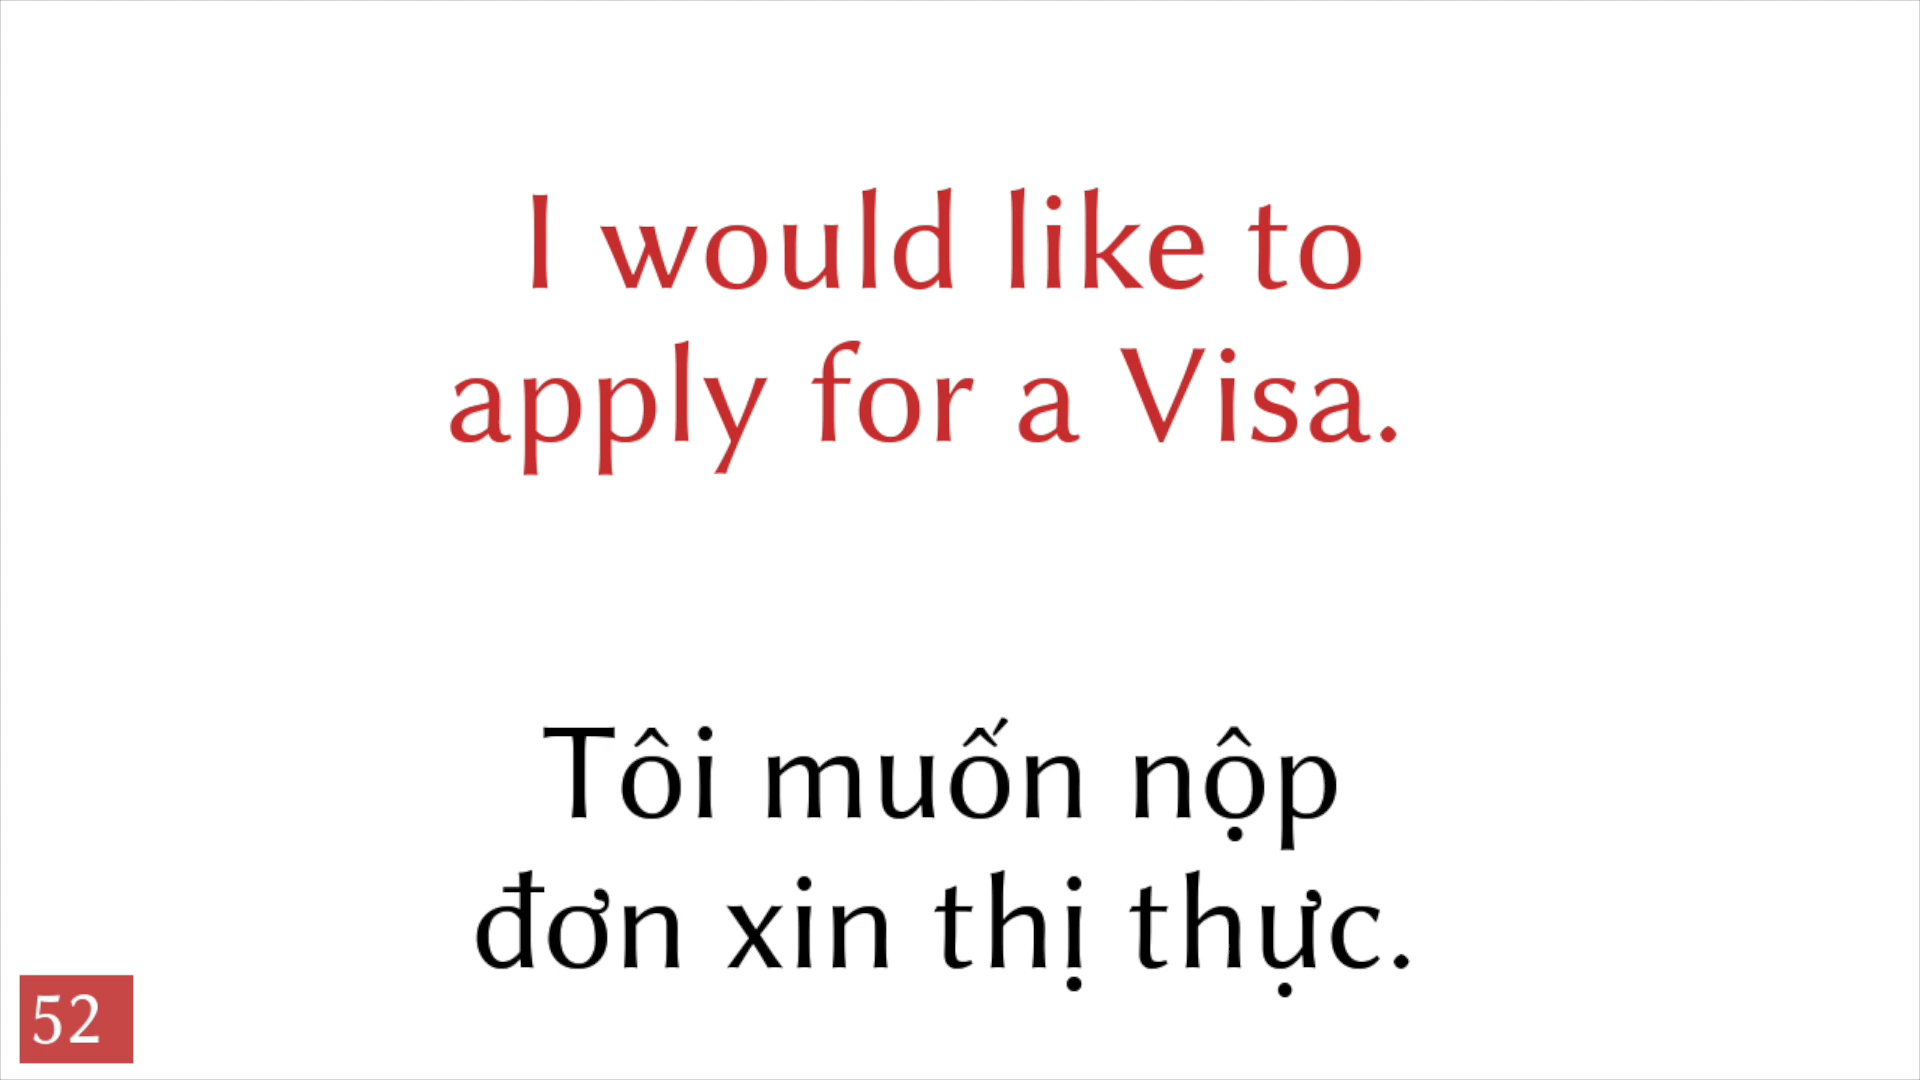 I would like to
apply for a Visa.
Tôi muốn nộp
đơn xin thị thực.
52